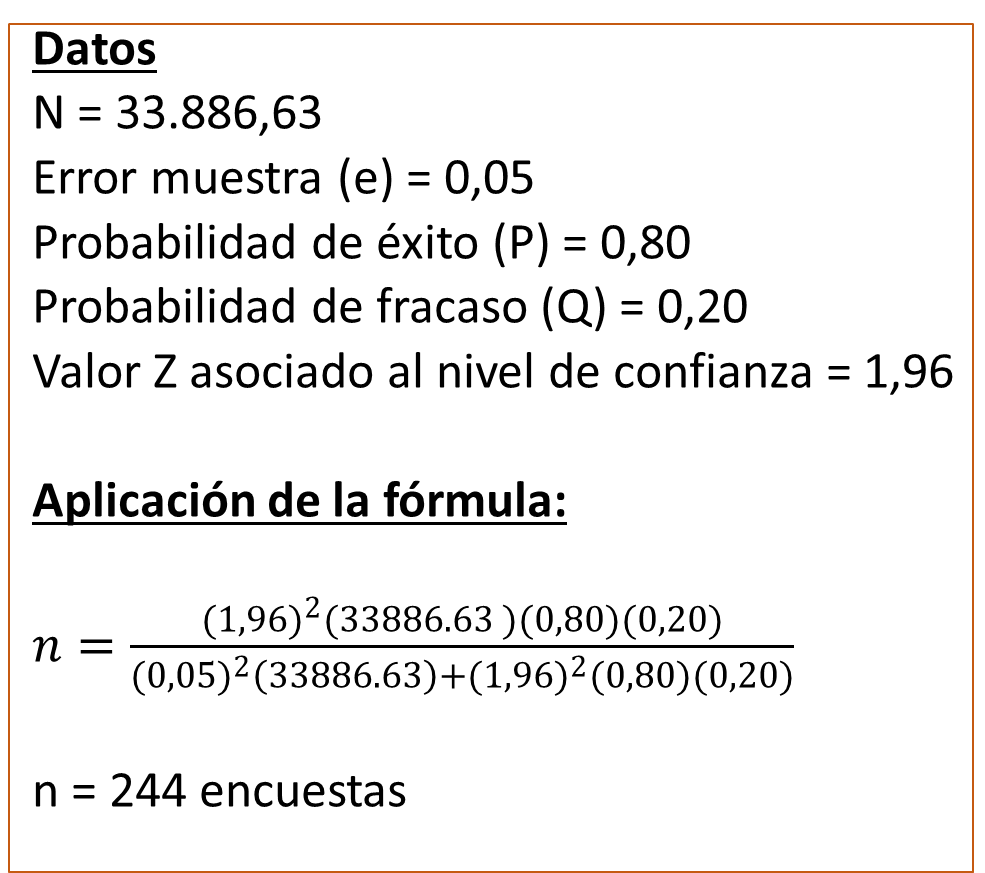 Datos
N = 33.886,63
Error muestra (e) = 0,05
Probabilidad de éxito (P) = 0,80
Probabilidad de fracaso (Q) = 0,20
Valor Z asociado al nivel de confianza = 1,96
Aplicación de la fórmula:
n = (1,96)²(33886.63 )(0,80)(0,20)
(0,05)²(33886.63)+(1,96)²(0,80)(0,20)
n = 244 encuestas